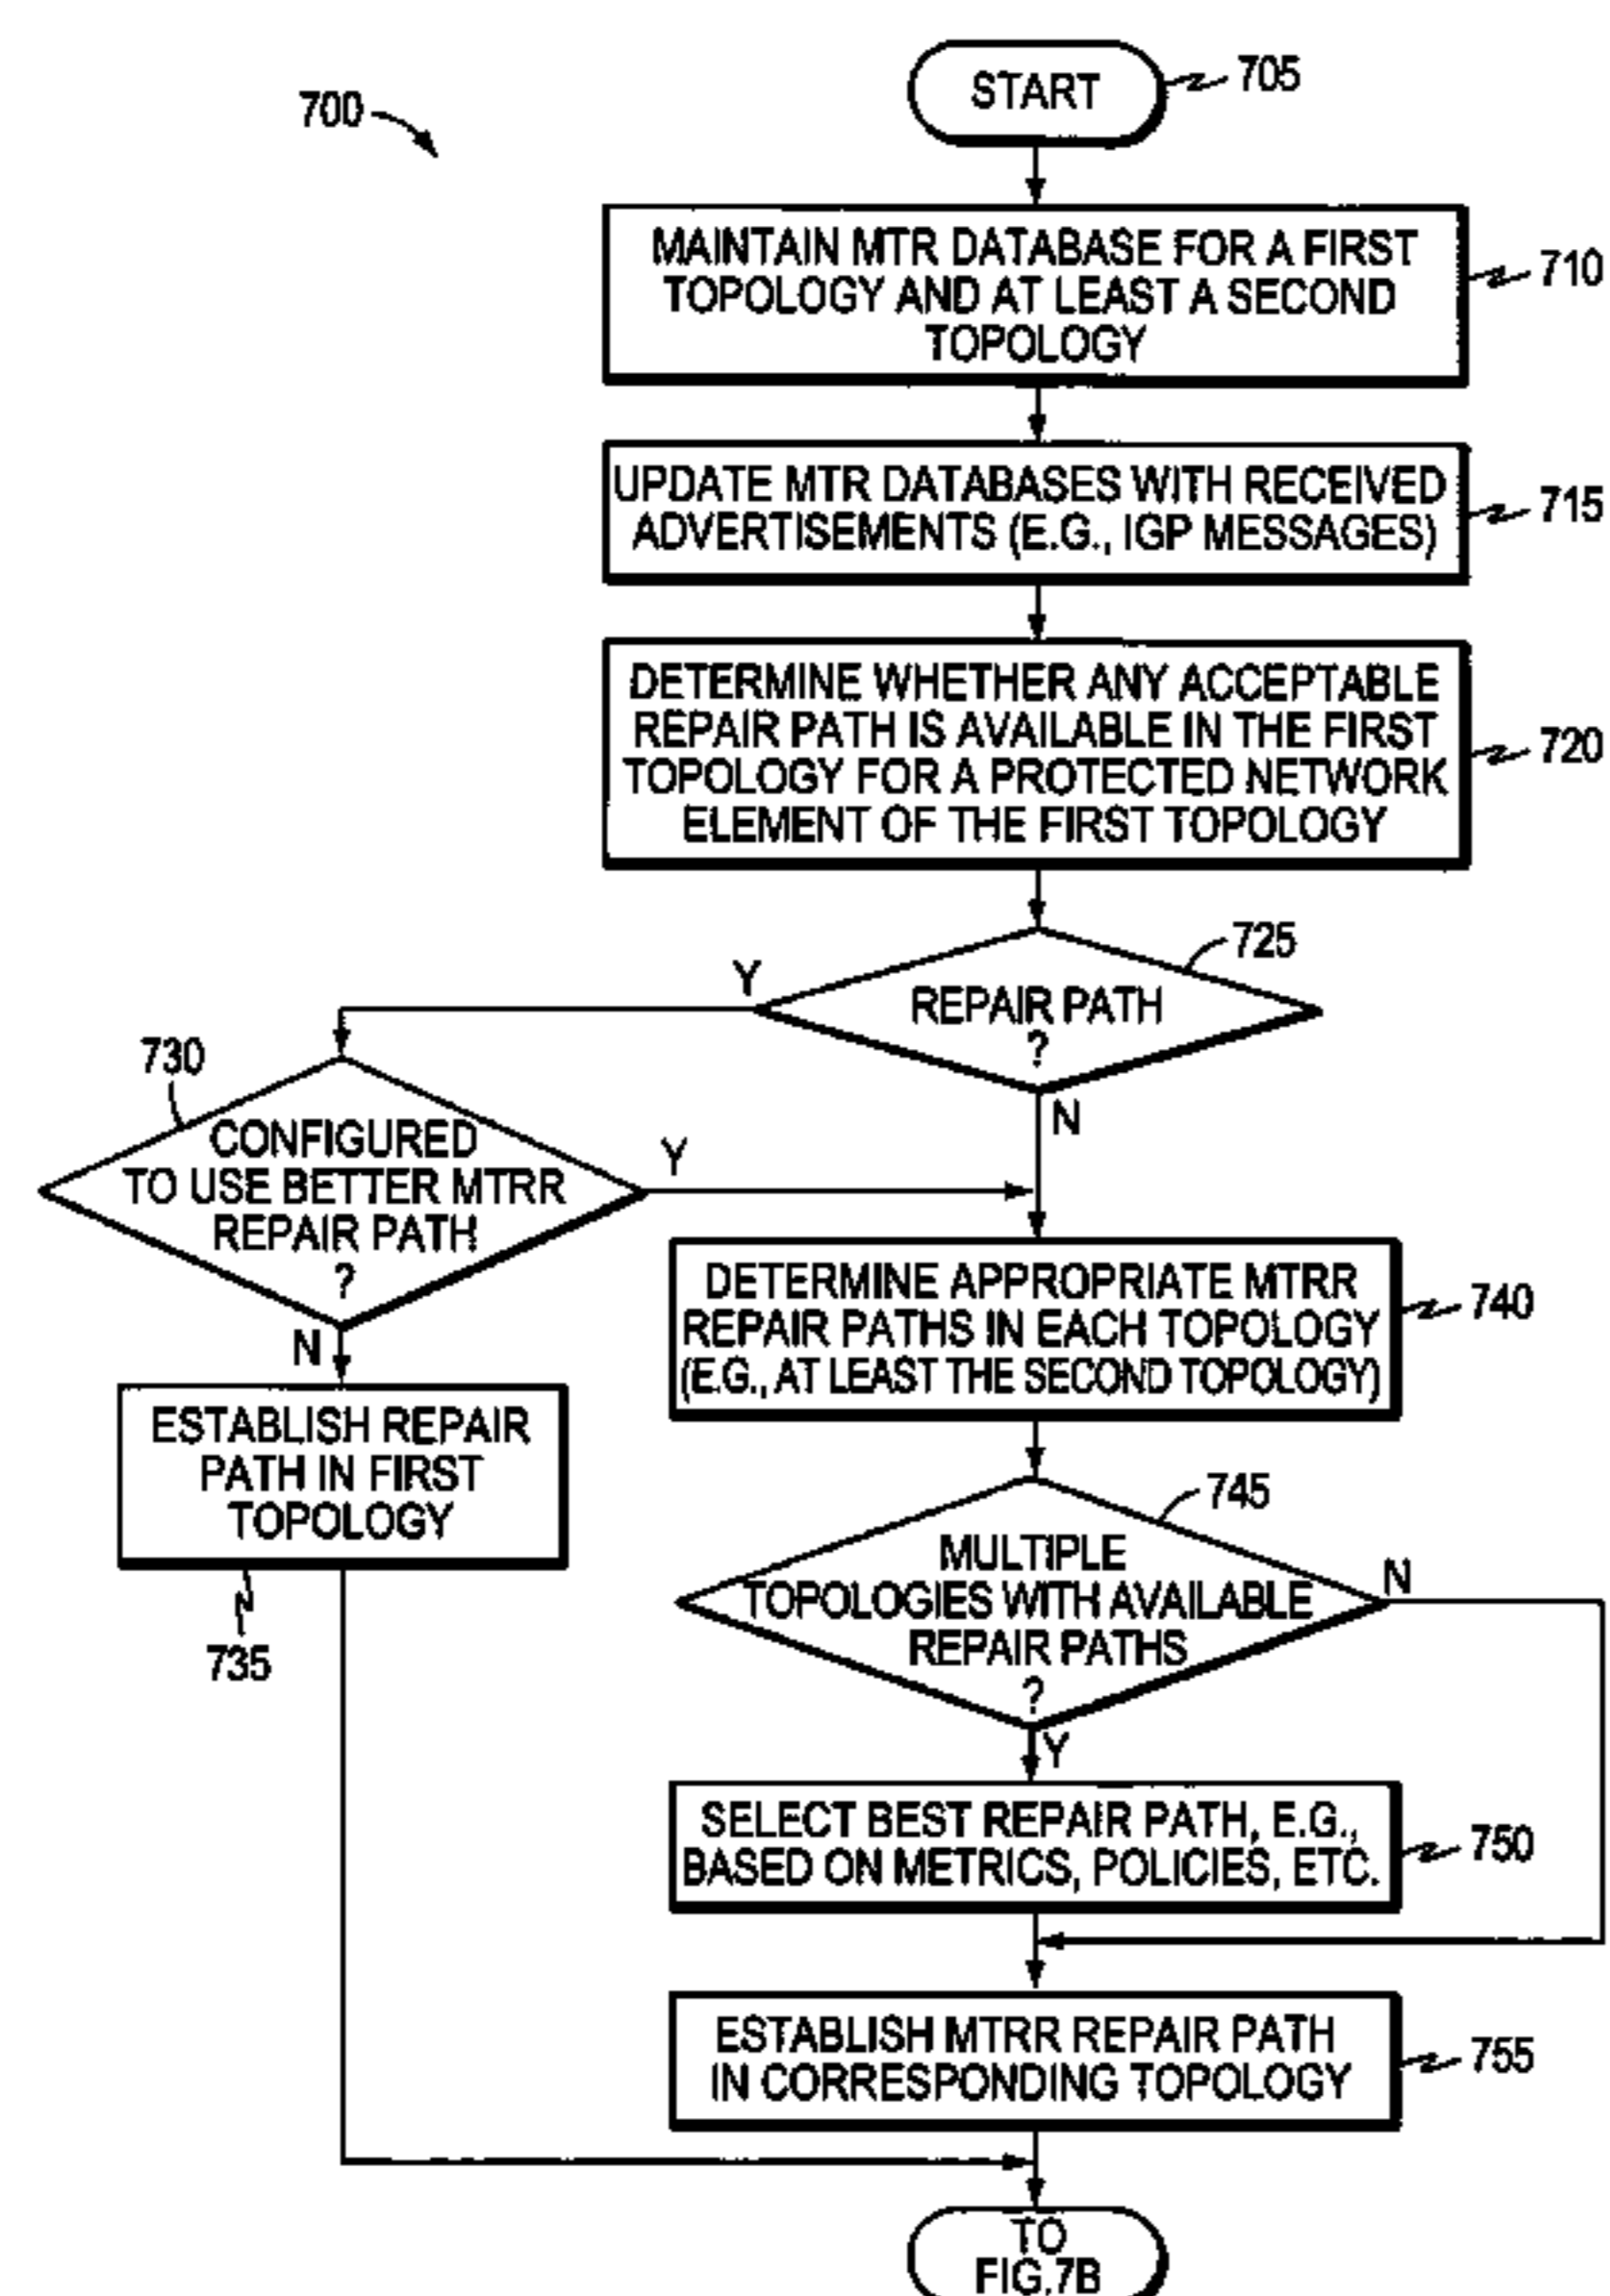 700
START
705
MAINTAIN MTR DATABASE FOR A FIRST
TOPOLOGY AND AT LEAST A SECOND
TOPOLOGY
710
UPDATE MTR DATABASES WITH RECEIVED
ADVERTISEMENTS (E.G., IGP MESSAGES)
715
DETERMINE WHETHER ANY ACCEPTABLE
REPAIR PATH IS AVAILABLE IN THE FIRST
TOPOLOGY FOR A PROTECTED NETWORK
ELEMENT OF THE FIRST TOPOLOGY
720
725
REPAIR PATH
?
Y
N
730
CONFIGURED
TO USE BETTER MTRR
REPAIR PATH
?
Y
N
ESTABLISH REPAIR
PATH IN FIRST
TOPOLOGY
735
DETERMINE APPROPRIATE MTRR
REPAIR PATHS IN EACH TOPOLOGY
(E.G., AT LEAST THE SECOND TOPOLOGY)
740
745
MULTIPLE
TOPOLOGIES WITH AVAILABLE
REPAIR PATHS
?
N
Y
SELECT BEST REPAIR PATH, E.G.,
BASED ON METRICS, POLICIES, ETC.
750
ESTABLISH MTRR REPAIR PATH
IN CORRESPONDING TOPOLOGY
755
TO
FIG.7B